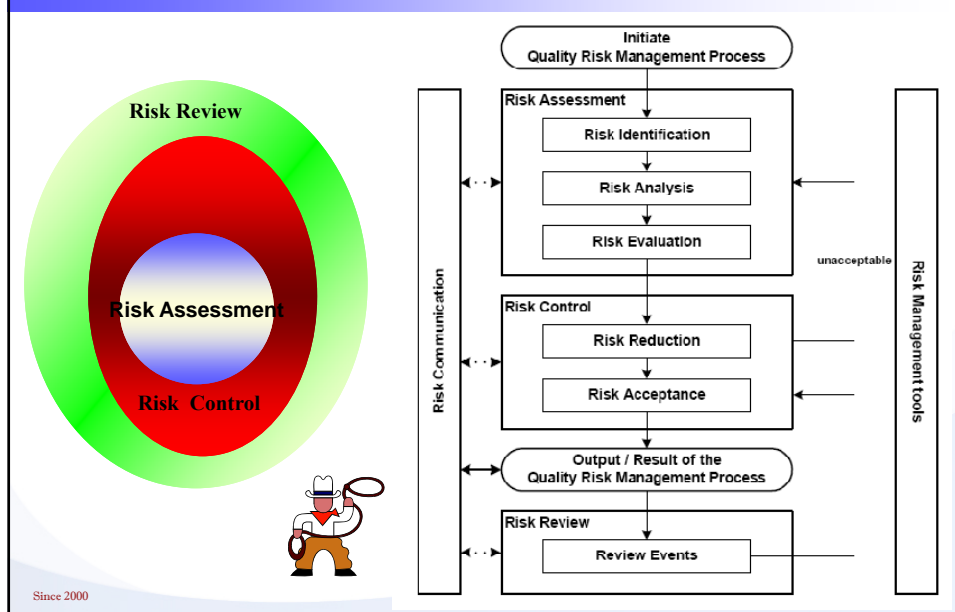 Risk Review
Risk Assessment
Risk Control
Since 2000
Initiate
Quality Risk Management Process
Risk Communication
Risk Assessment
Risk Identification
Risk Analysis
Risk Evaluation
unacceptable
Risk Control
Risk Reduction
Risk Acceptance
Output / Result of the
Quality Risk Management Process
Risk Review
Review Events
Risk Management tools